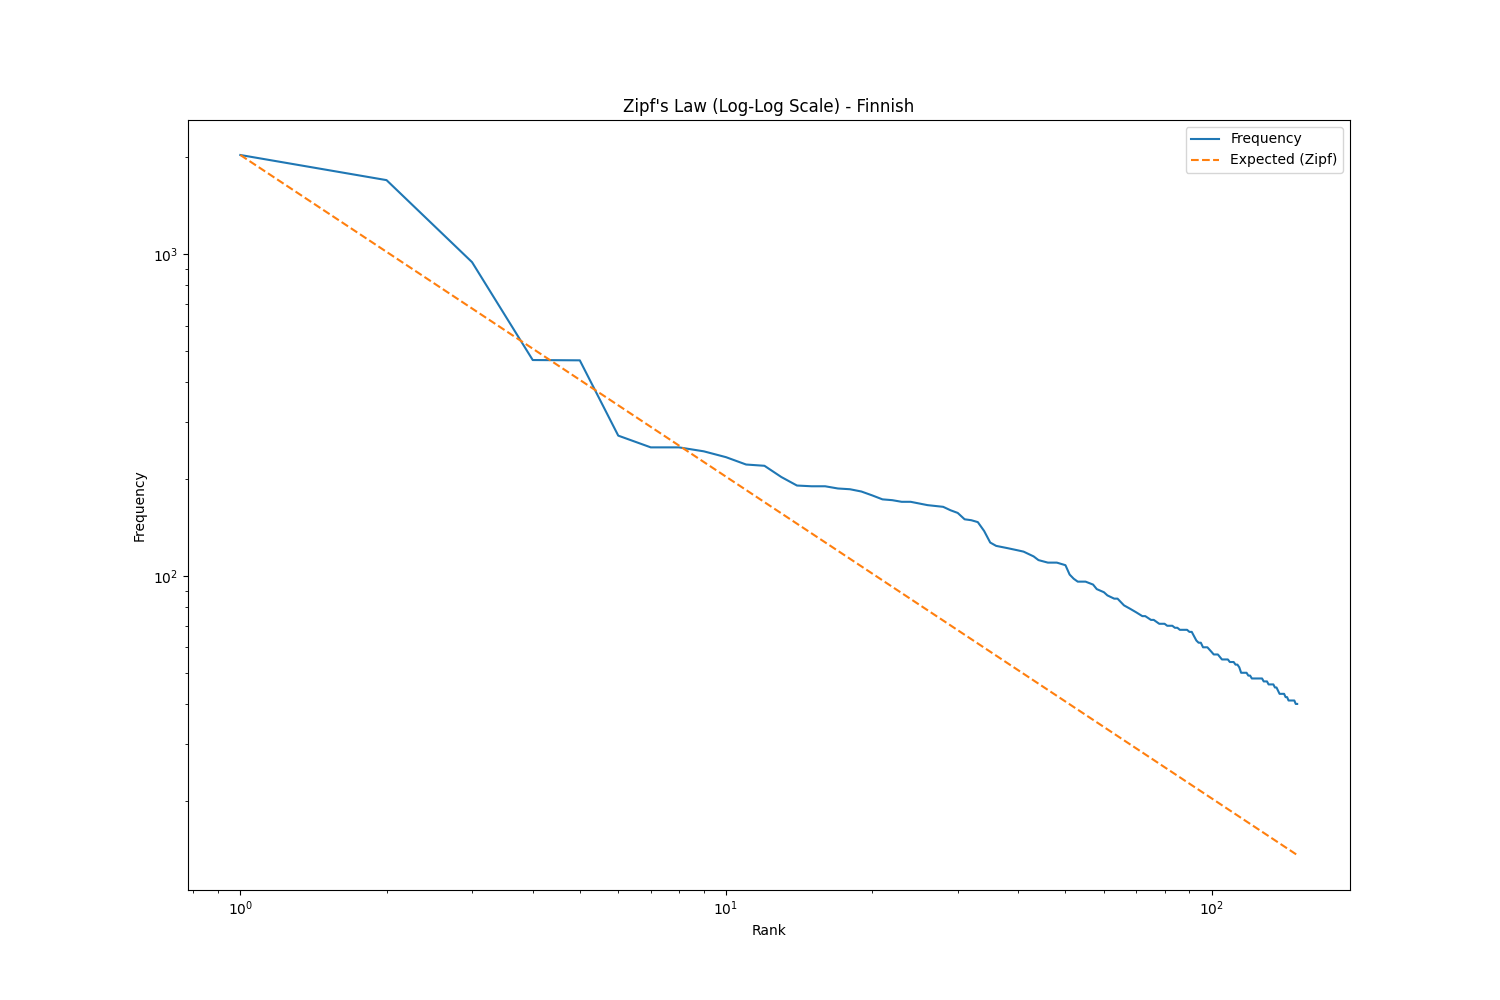 Zipf's Law (Log-Log Scale) - Finnish
Frequency
Expected (Zipf)
10³
10²
Frequency
10⁰
10¹
10²
Rank